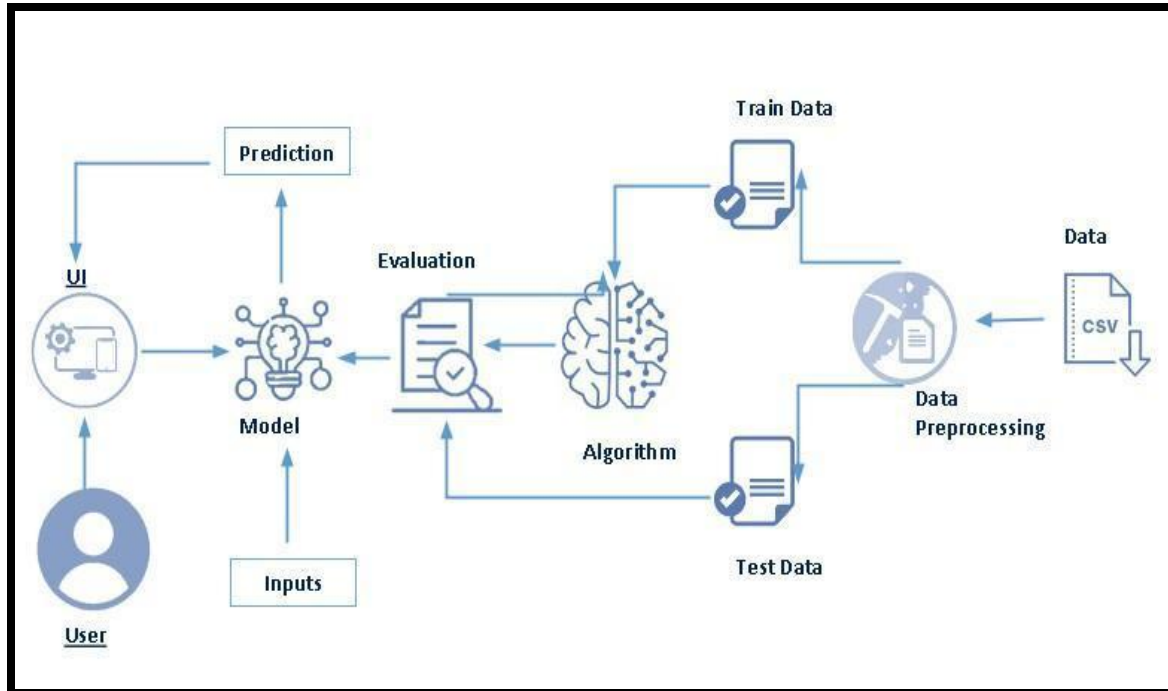 Train Data
Prediction
Data
Evaluation
UI
CSV
Model
Data
Preprocessing
Algorithm
Inputs
Test Data
User